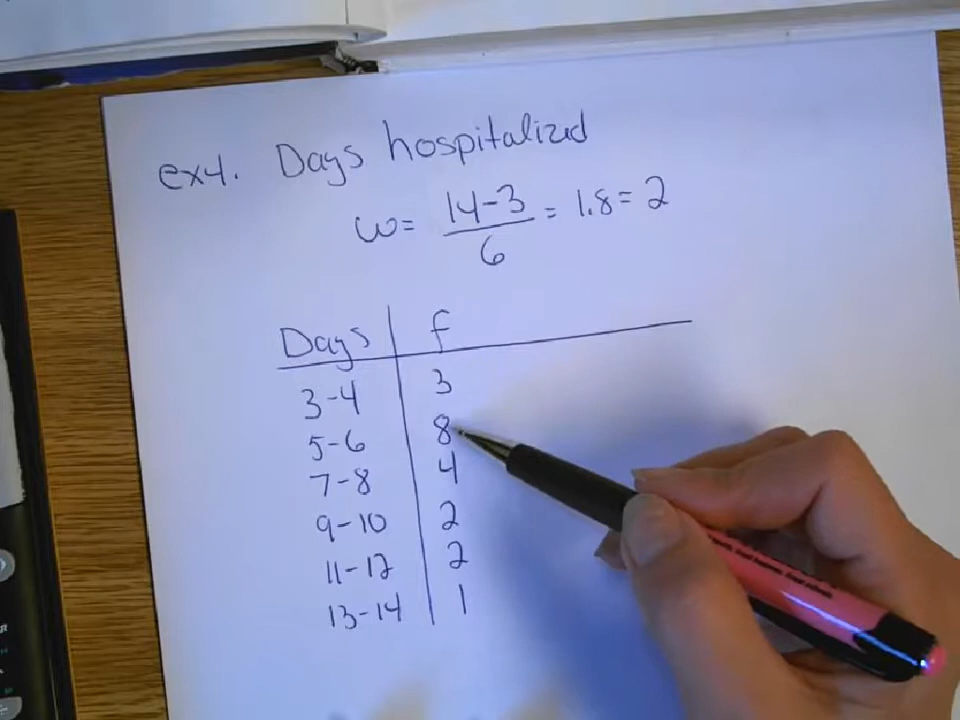 ex4. Days hospitalized
w = 14-3 / 6 = 1.8 = 2
Days f
3-4 3
5-6 8
7-8 4
9-10 2
11-12 2
13-14 1